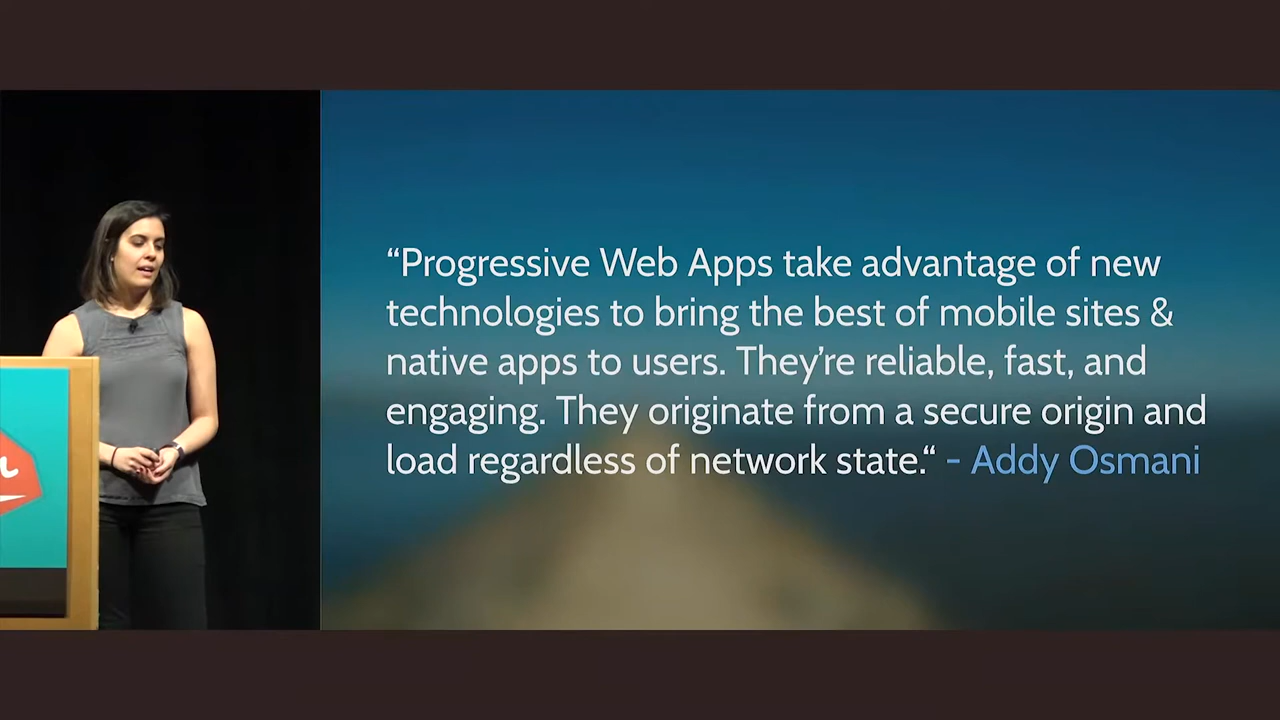 “Progressive Web Apps take advantage of new
technologies to bring the best of mobile sites &
native apps to users. They’re reliable, fast, and
engaging. They originate from a secure origin and
load regardless of network state.“ - Addy Osmani